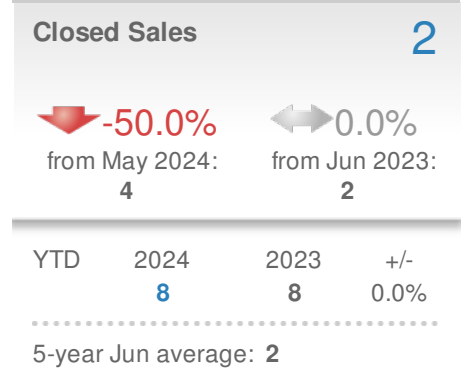 Closed Sales 2
-50.0% 0.0%
from May 2024: from Jun 2023:
4 2
YTD 2024 2023 +/-
8 8 0.0%
5-year Jun average: 2